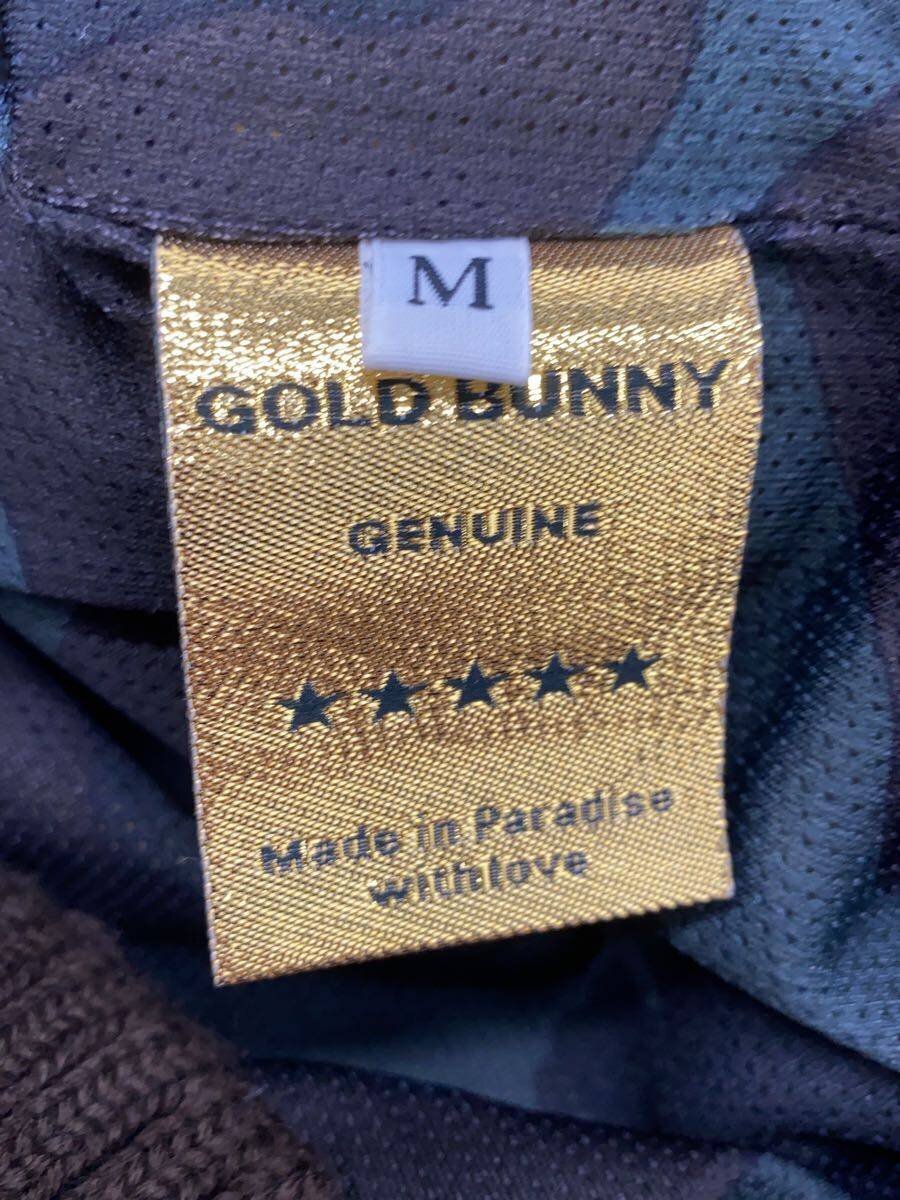 M
GOLD BUNNY
GENUINE
★★★★★
Made in Paradise
withlove